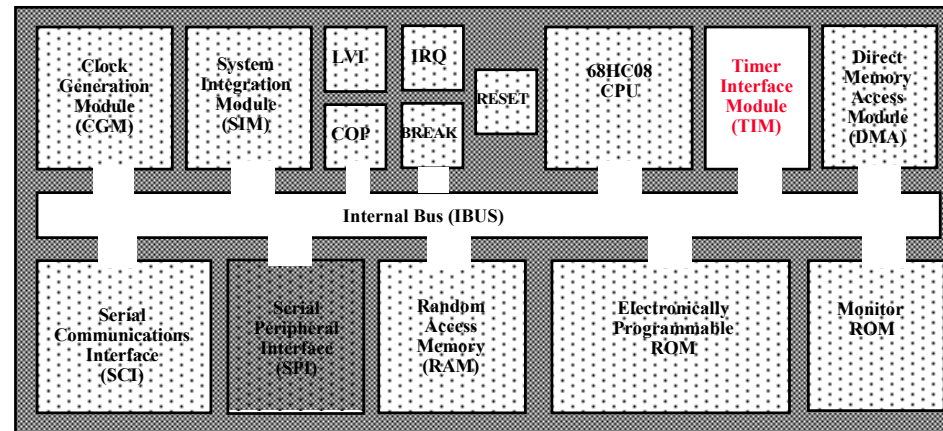 Clock
Generation
Module
(CGM)
System
Integration
Module
(SIM)
LVI
IRQ
COP
BREAK
RESET
68HC08
CPU
Timer
Interface
Module
(TIM)
Direct
Memory
Access
Module
(DMA)
Internal Bus (IBUS)
Serial
Communications
Interface
(SCI)
Serial
Peripheral
Interface
(SPI)
Random
Access
Memory
(RAM)
Electronically
Programmable
ROM
Monitor
ROM